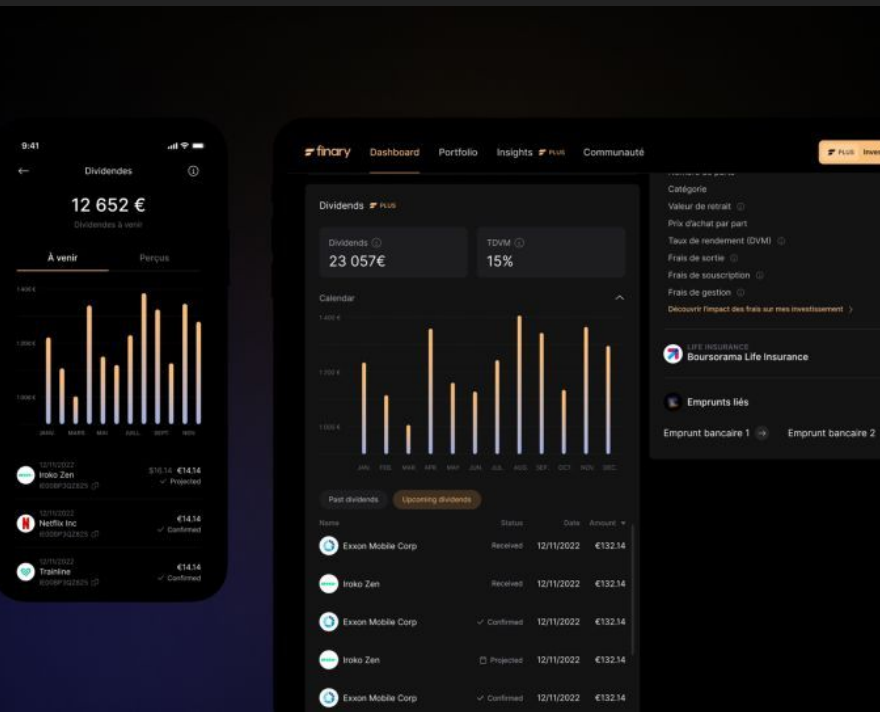 9:41
Dividendes
12 652 €
Dividendes à venir
À venir
Perçus
JANV. MARS MAI JUILL. SEPT. NOV.
12/11/2022
Iroko Zen
$16.14 €14.14
Projected
12/11/2022
Netflix Inc
€14.14
Confirmed
12/11/2022
Trainline
€14.14
Confirmed
finary Dashboard Portfolio Insights PLUS Communauté
PLUS
Dividends PLUS
Dividends
23 057€
TDVM
15%
Calendar
1 400 €
1 200 €
1 000 €
JAN. FEB. MAR. APR. MAY JUN JUL. AUG. SEP. OCT NOV. DEC.
Past dividends Upcoming dividends
Name Status Date Amount
Exxon Mobile Corp Received 12/11/2022 €132.14
Iroko Zen Received 12/11/2022 €132.14
Exxon Mobile Corp Confirmed 12/11/2022 €132.14
Iroko Zen Projected 12/11/2022 €132.14
Exxon Mobile Corp Confirmed 12/11/2022 €132.14
Catégorie
Valeur de retrait
Prix d'achat par part
Taux de rendement (DVM)
Frais de sortie
Frais de souscription
Frais de gestion
Découvrir l'impact des frais sur mes investissement
LIFE INSURANCE
Boursorama Life Insurance
Emprunts liés
Emprunt bancaire 1 Emprunt bancaire 2